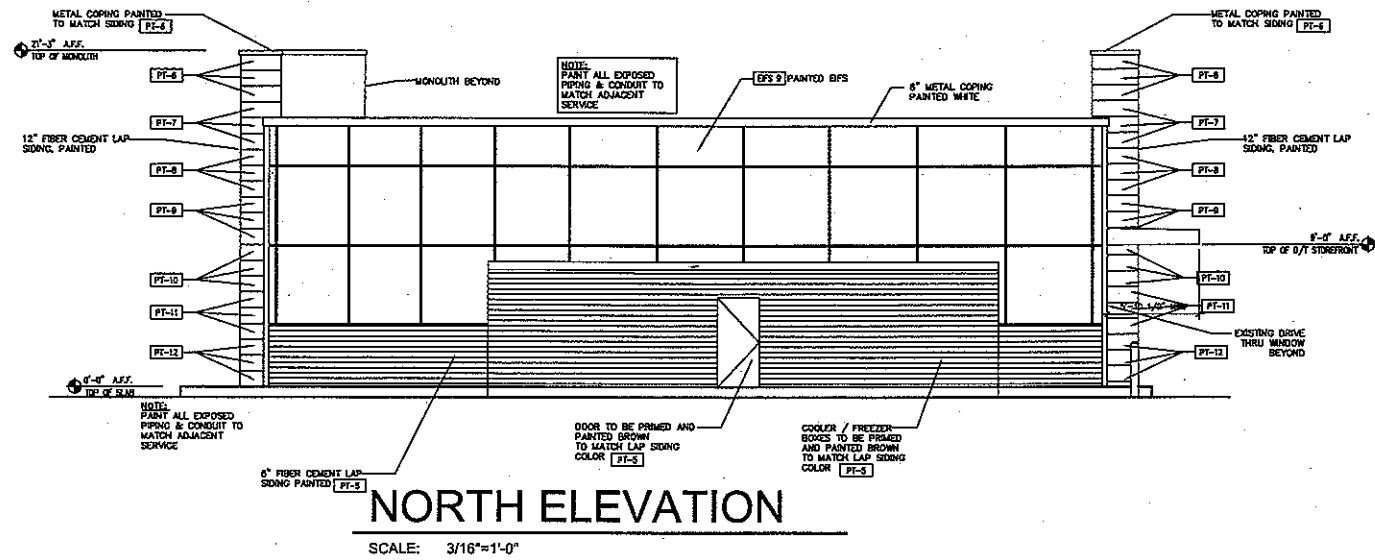 METAL COPING PAINTED
TO MATCH SIDING PT-6
METAL COPING PAINTED
TO MATCH SIDING PT-6
21'-3" A.F.F.
TOP OF MONOLITH
PT-6
MONOLITH BEYOND
NOTE:
PAINT ALL EXPOSED
PIPING & CONDUIT TO
MATCH ADJACENT
SERVICE
EIFS 9 PAINTED EIFS
6" METAL COPING
PAINTED WHITE
PT-6
PT-7
PT-7
12" FIBER CEMENT LAP
SIDING, PAINTED
12" FIBER CEMENT LAP
SIDING, PAINTED
PT-8
PT-8
PT-9
PT-9
9'-0" A.F.F.
TOP OF D/T STOREFRONT
PT-10
PT-10
PT-11
PT-11
EXISTING DRIVE
THRU WINDOW
BEYOND
PT-12
PT-12
0'-0" A.F.F.
TOP OF SLAB
NOTE:
PAINT ALL EXPOSED
PIPING & CONDUIT TO
MATCH ADJACENT
SERVICE
6" FIBER CEMENT LAP
SIDING PAINTED PT-5
DOOR TO BE PRIMED AND
PAINTED BROWN
TO MATCH LAP SIDING
COLOR PT-5
COOLER / FREEZER
BOXES TO BE PRIMED
AND PAINTED BROWN
TO MATCH LAP SIDING
COLOR PT-5
NORTH ELEVATION
SCALE: 3/16"=1'-0"